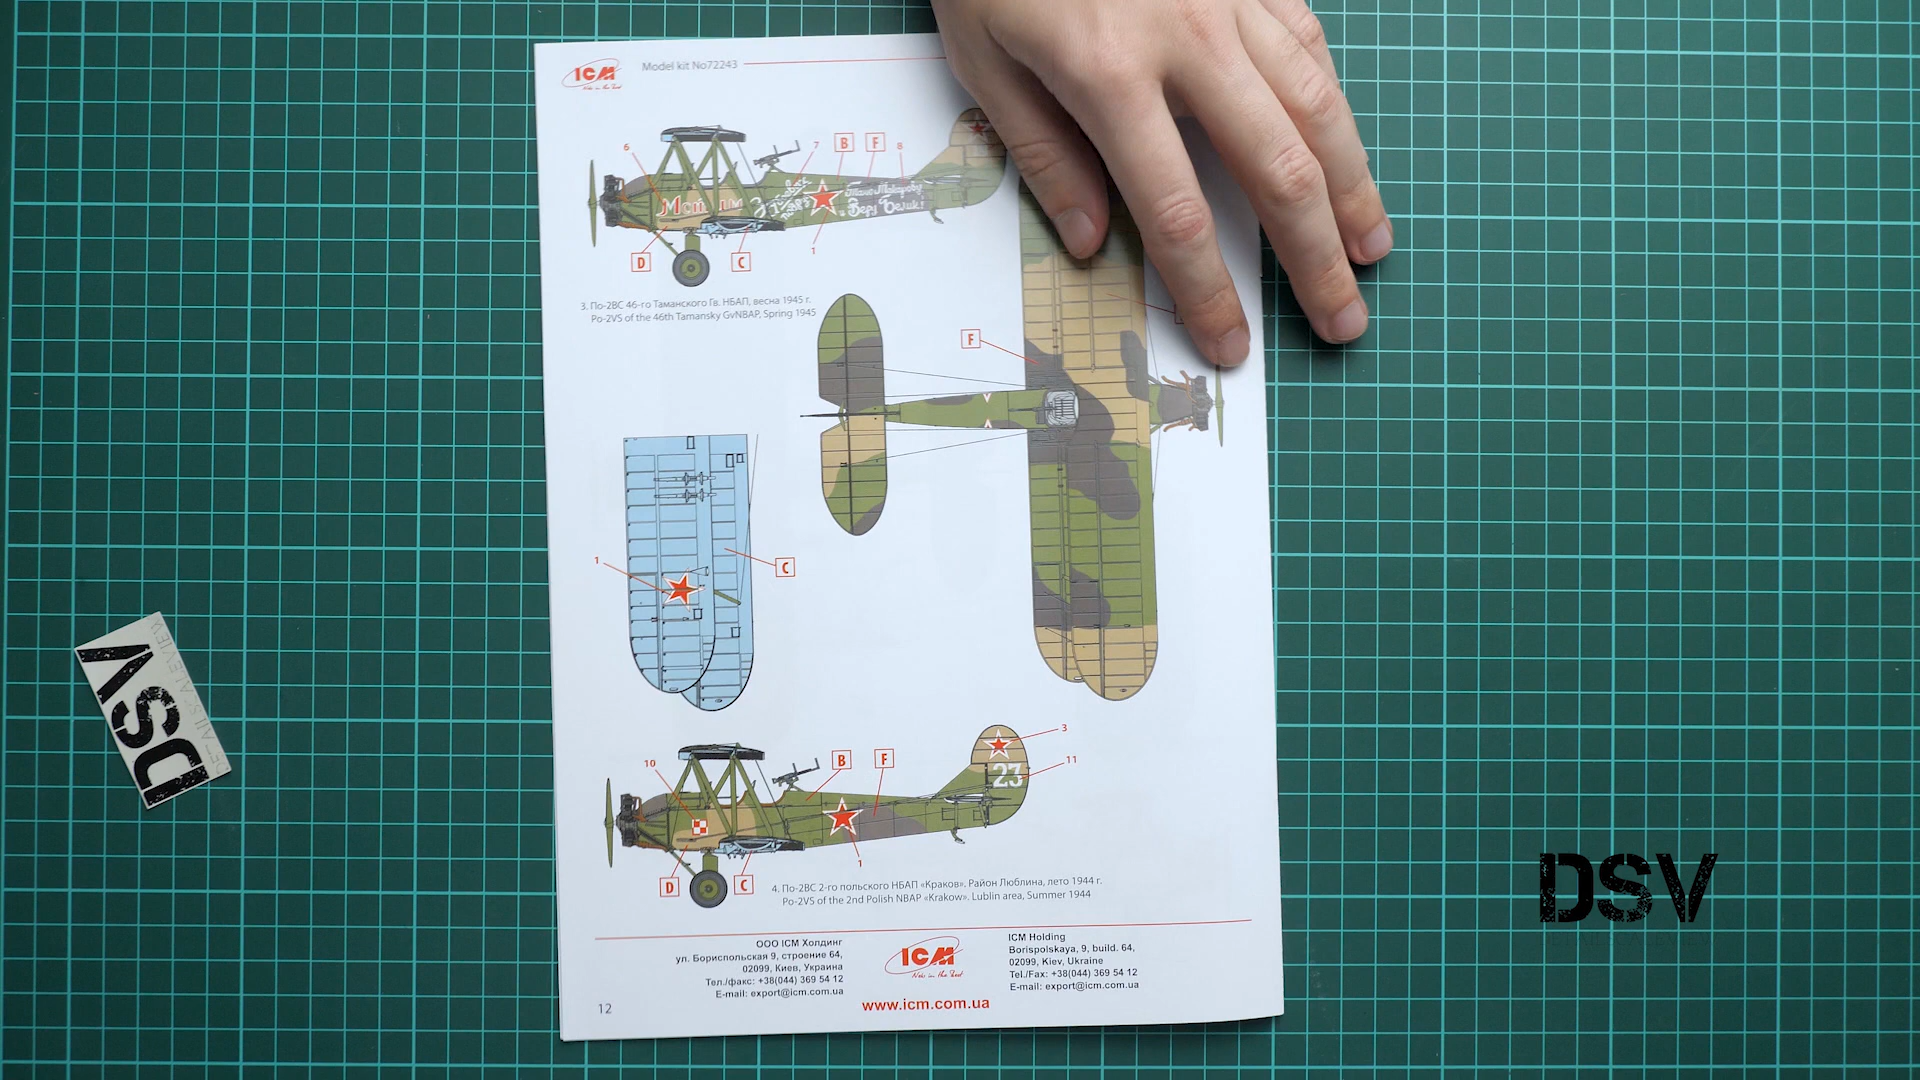 ICM
Model kit No72243
6
7
B
F
8
Мстим
1
D
C
3. По-2ВС 46-го Таманского Гв. НБАП, весна 1945 г.
Po-2VS of the 46th Tamansky GvNBAP, Spring 1945
F
1
C
3
11
23
10
B
F
1
D
C
4. По-2ВС 2-го польского НБАП «Краков». Район Люблина, лето 1944 г.
Po-2VS of the 2nd Polish NBAP «Krakow». Lublin area, Summer 1944
ООО ICM Холдинг
ул. Бориспольская 9, строение 64,
02099, Киев, Украина
Тел./факс: +38(044) 369 54 12
E-mail: export@icm.com.ua
ICM
ICM Holding
Borispolskaya, 9, build. 64,
02099, Kiev, Ukraine
Tel./Fax: +38(044) 369 54 12
E-mail: export@icm.com.ua
www.icm.com.ua
12
DSV
DSV